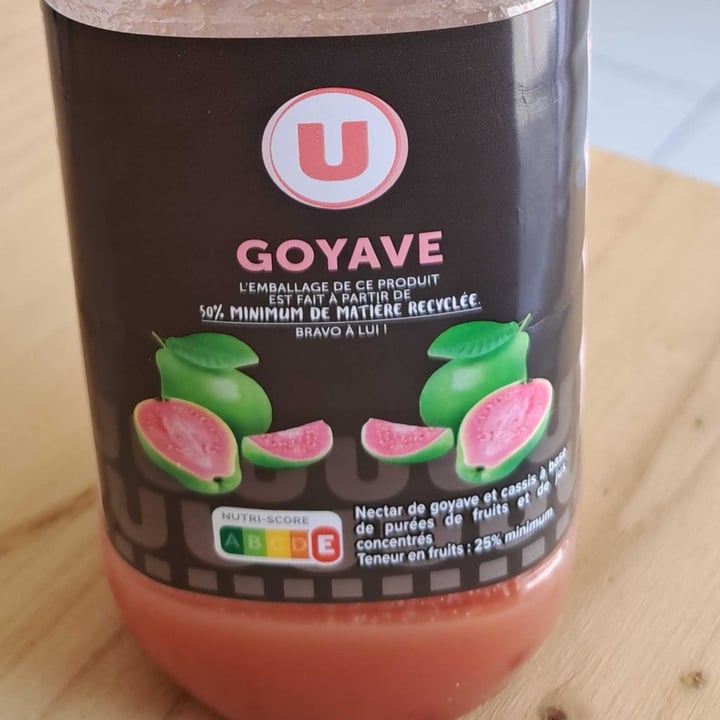 U
GOYAVE
L'EMBALLAGE DE CE PRODUIT
EST FAIT À PARTIR DE
50% MINIMUM DE MATIÈRE RECYCLÉE.
BRAVO À LUI !
NUTRI-SCORE
A B C D E
Nectar de goyave et cassis à base
de purées de fruits et de jus
concentrés
Teneur en fruits : 25% minimum.